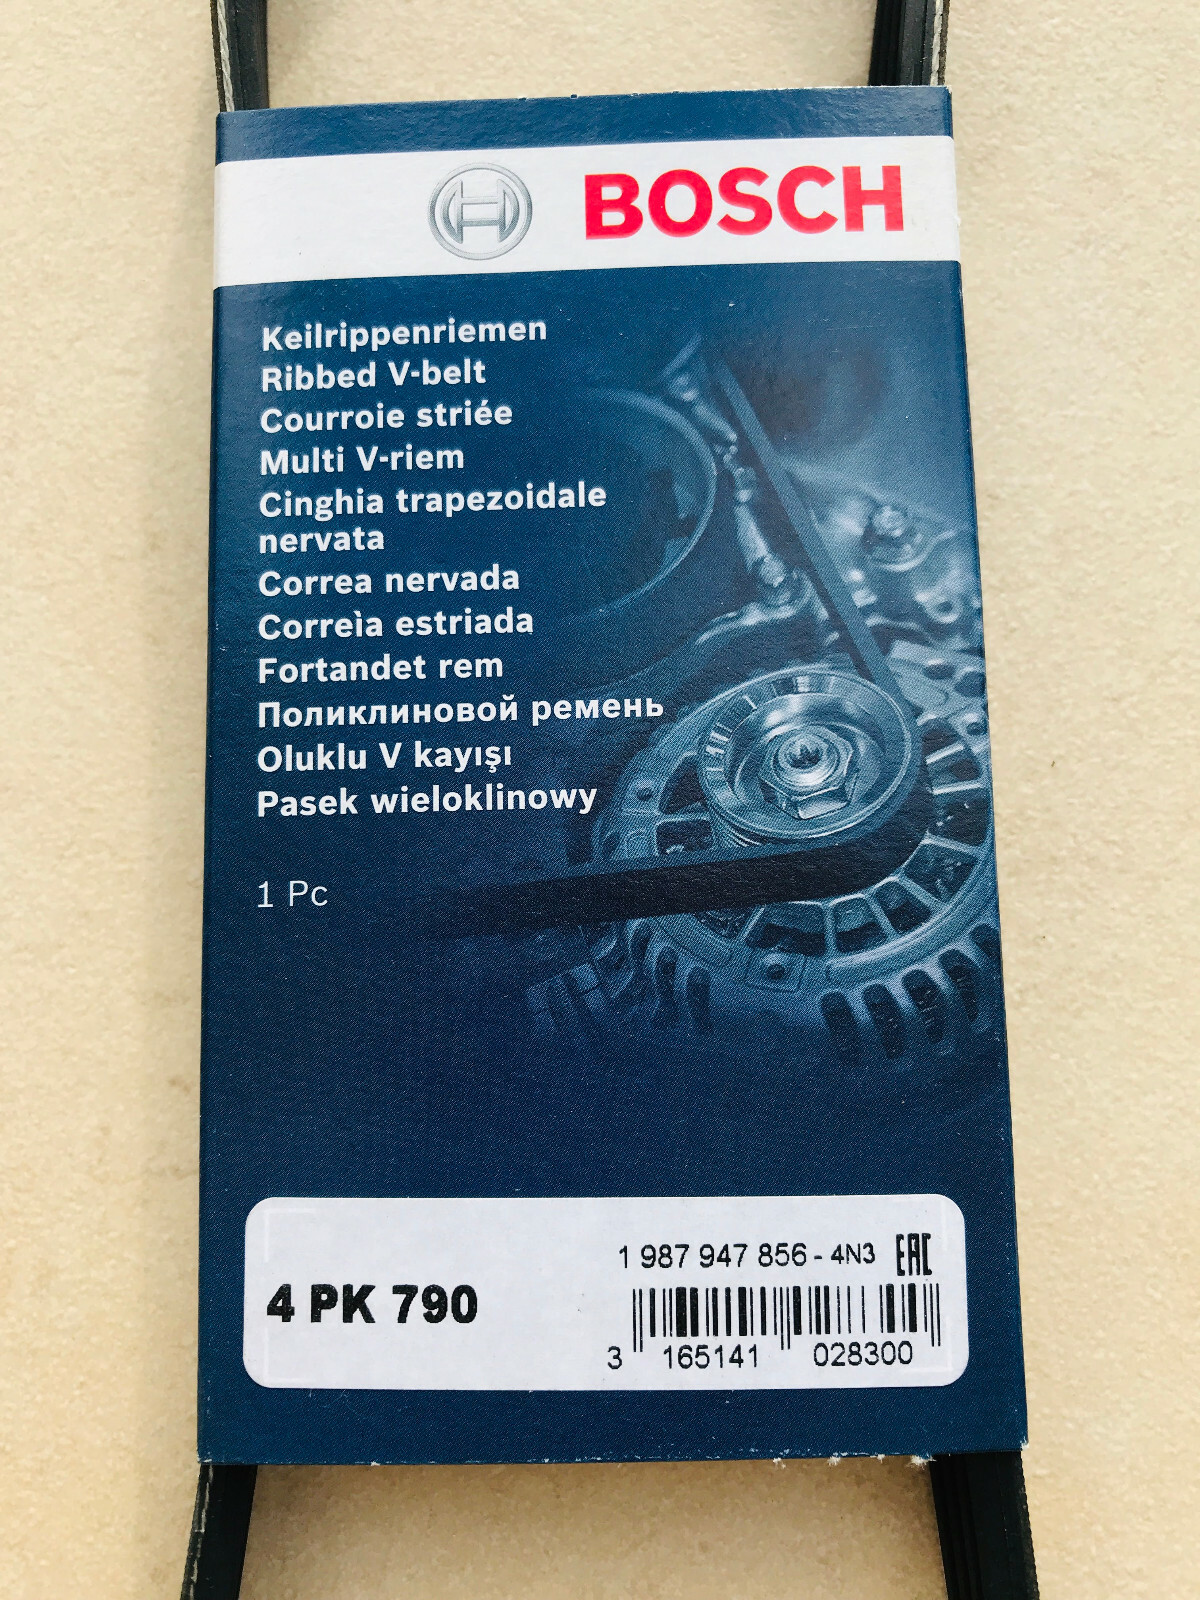 BOSCH
Keilrippenriemen
Ribbed V-belt
Courroie striée
Multi V-riem
Cinghia trapezoidale
nervata
Correa nervada
Correìa estriada
Fortandet rem
Поликлиновой ремень
Oluklu V kayışı
Pasek wieloklinowy
1 Pc
4 PK 790
1 987 947 856 - 4N3 EAC
3 165141 028300